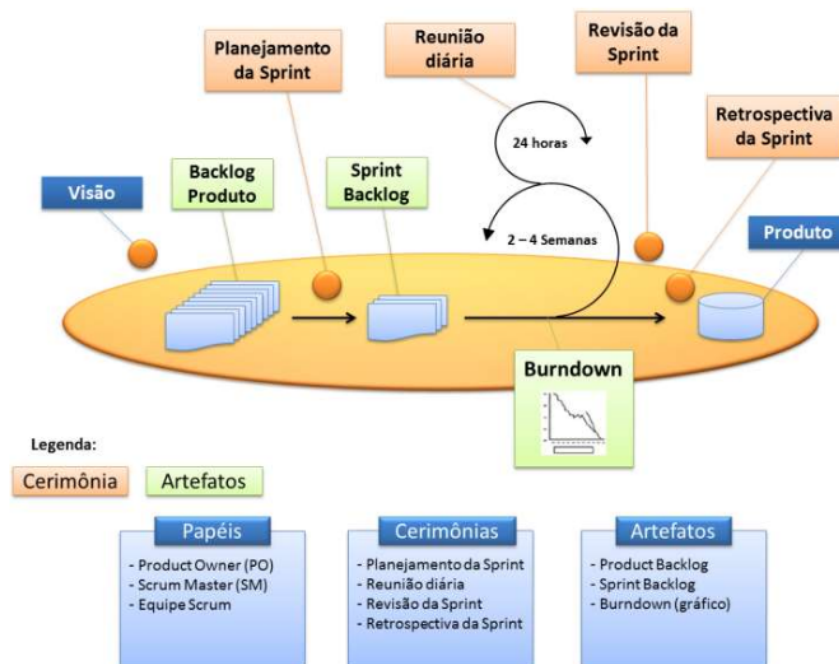 Planejamento
da Sprint
Reunião
diária
Revisão da
Sprint
Retrospectiva
da Sprint
24 horas
Visão
Backlog
Produto
Sprint
Backlog
2 – 4 Semanas
Produto
Burndown
Legenda:
Cerimônia
Artefatos
Papéis
- Product Owner (PO)
- Scrum Master (SM)
- Equipe Scrum
Cerimônias
- Planejamento da Sprint
- Reunião diária
- Revisão da Sprint
- Retrospectiva da Sprint
Artefatos
- Product Backlog
- Sprint Backlog
- Burndown (gráfico)